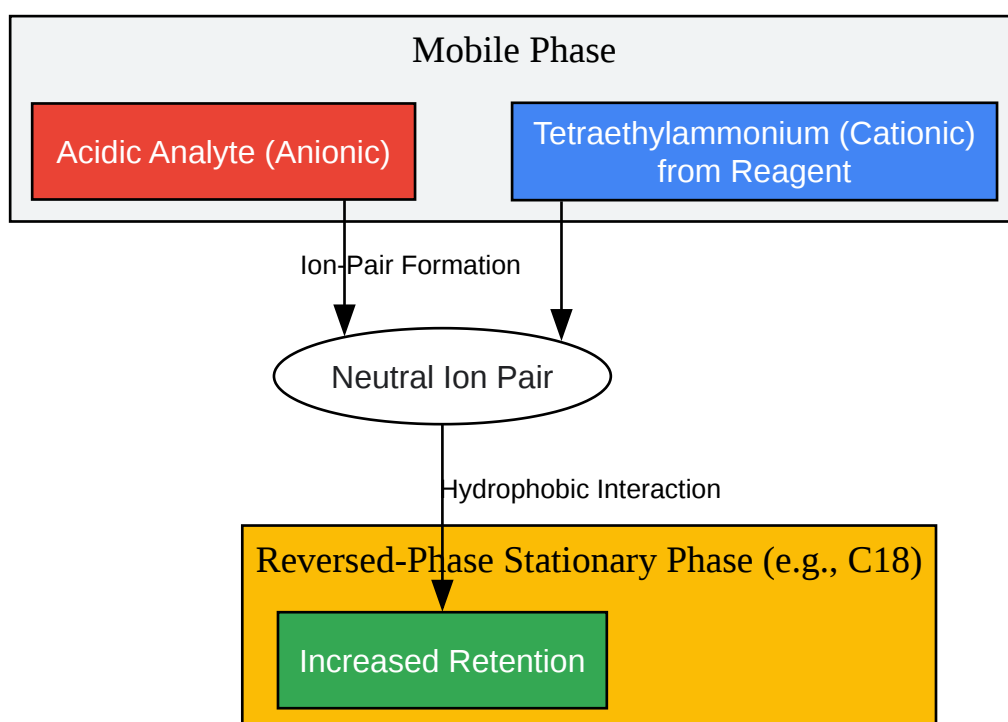 Mobile Phase
Acidic Analyte (Anionic)
Tetraethylammonium (Cationic)
from Reagent
Ion-Pair Formation
Neutral Ion Pair
Hydrophobic Interaction
Reversed-Phase Stationary Phase (e.g., C18)
Increased Retention